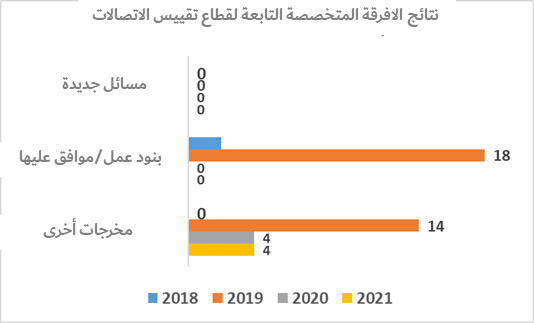 نتائج الافرقة المتخصصة التابعة لقطاع تقييس الاتصالات
مسائل جديدة
0
0
0
0
بنود عمل/موافق عليها
18
0
0
مخرجات أخرى
0
14
4
4
2018 2019 2020 2021